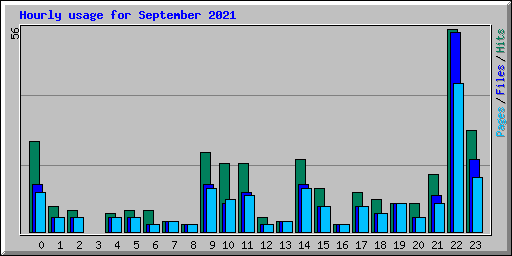 Hourly usage for September 2021
56
Pages / Files / Hits
0 1 2 3 4 5 6 7 8 9 10 11 12 13 14 15 16 17 18 19 20 21 22 23